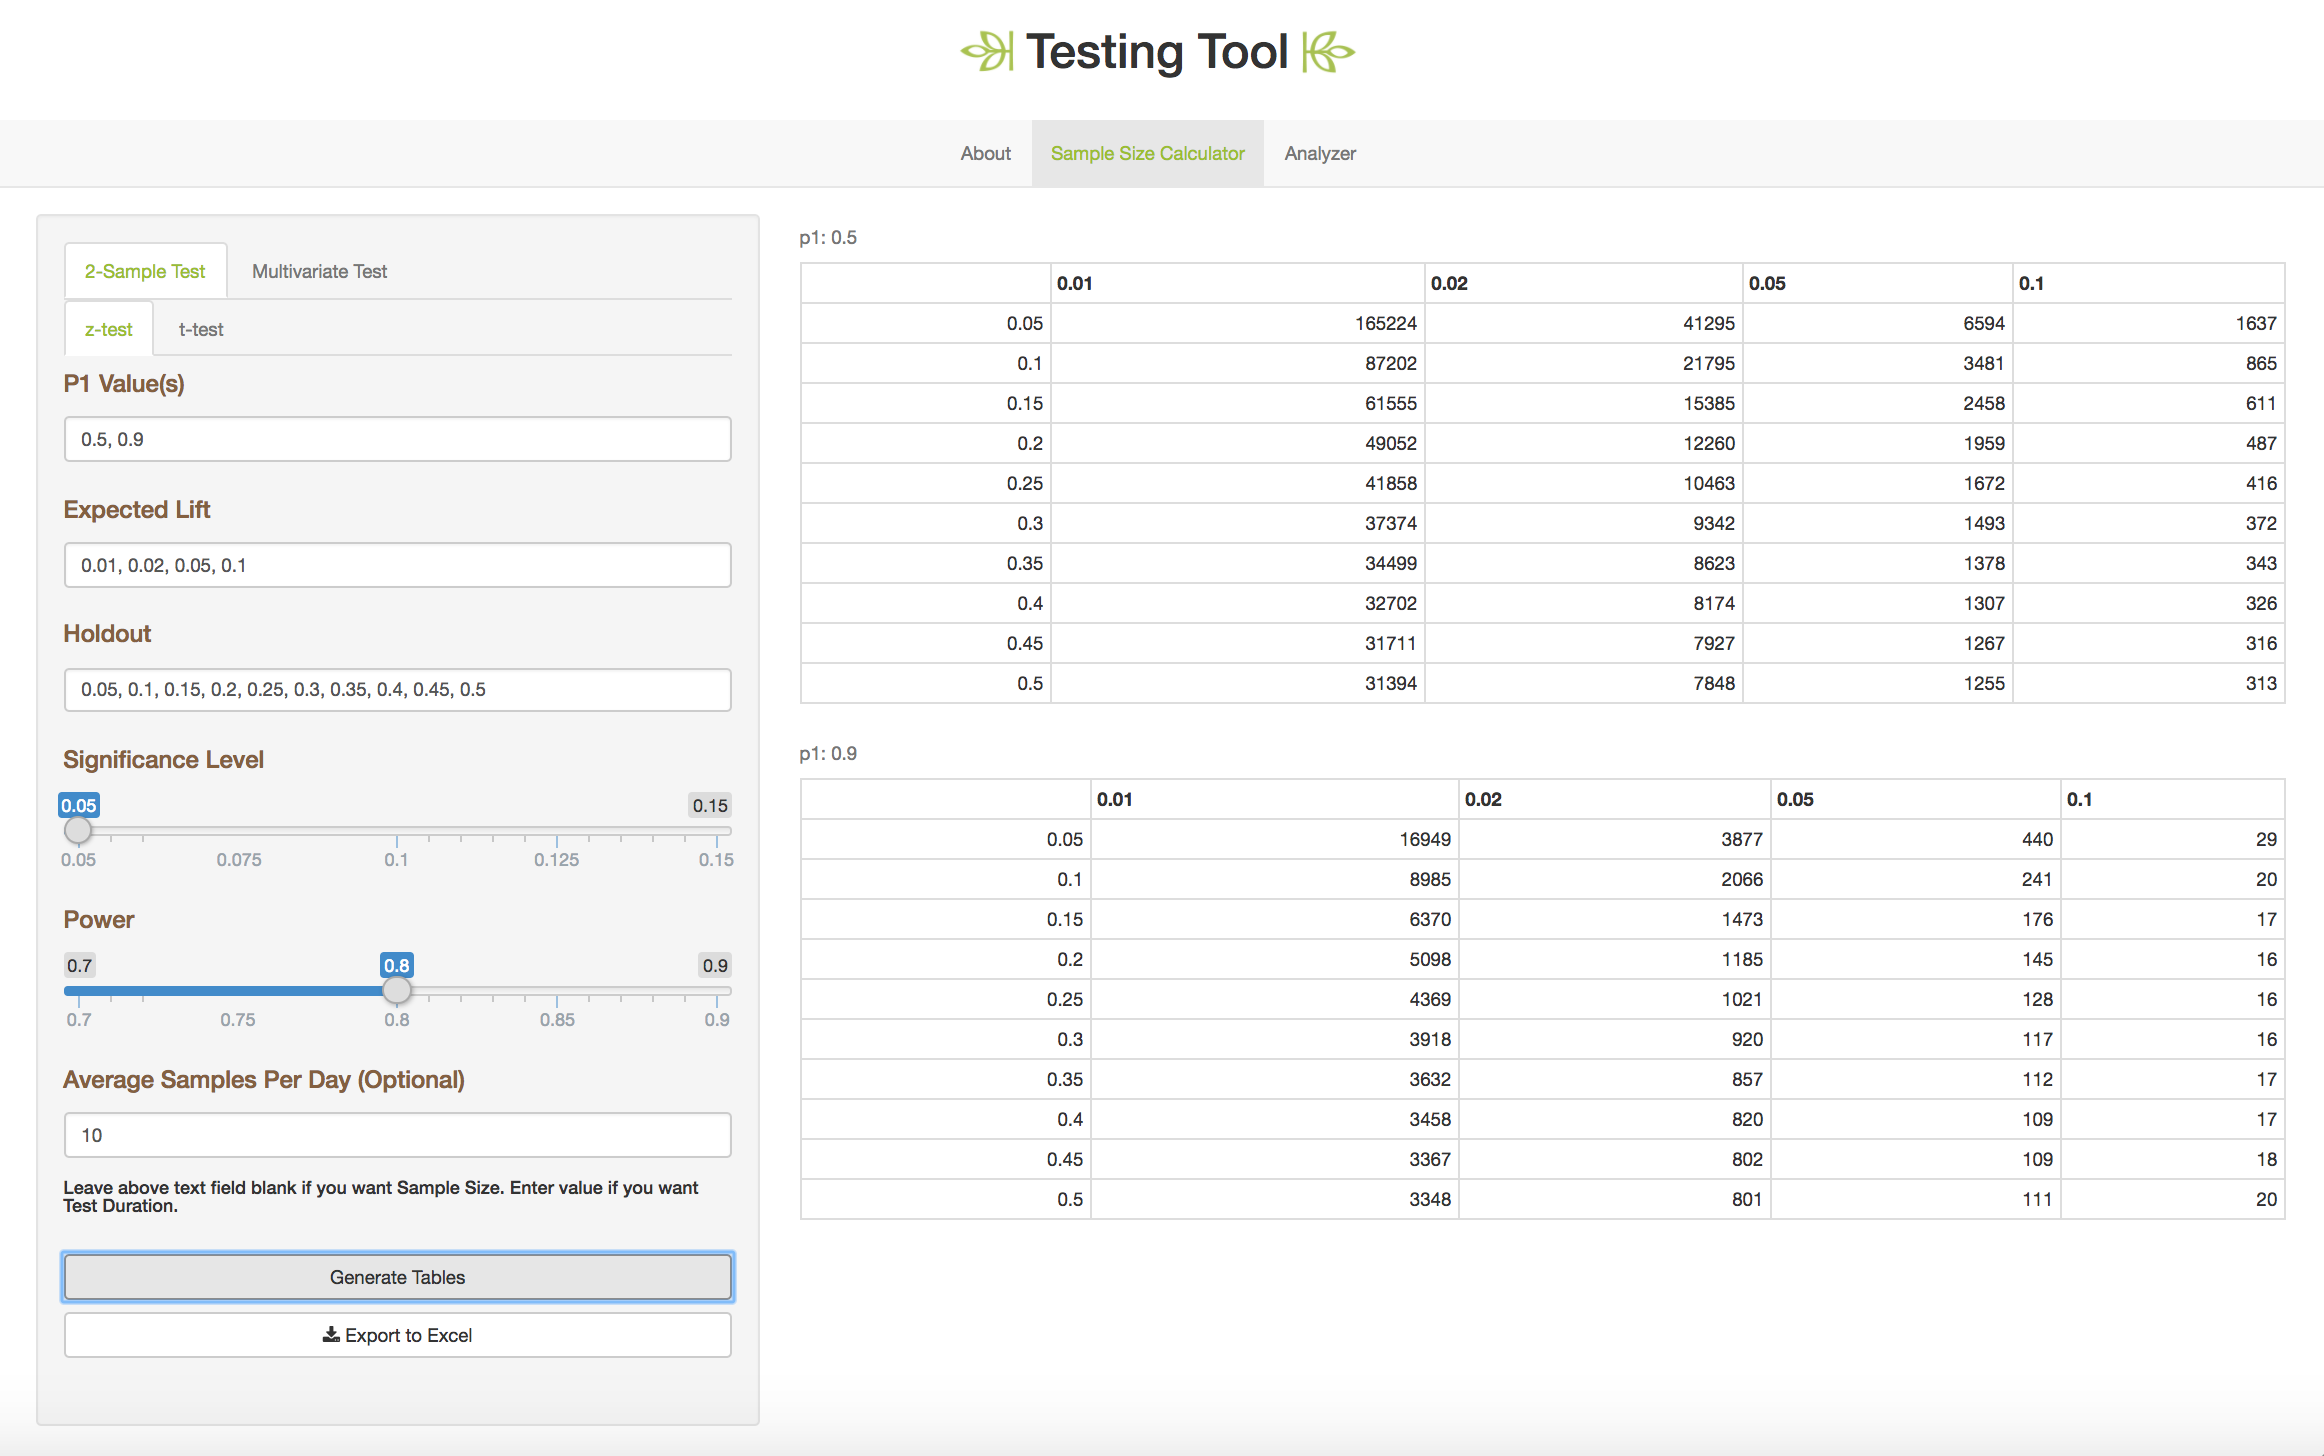 Testing Tool
About Sample Size Calculator Analyzer
2-Sample Test Multivariate Test
z-test t-test
P1 Value(s)
0.5, 0.9
Expected Lift
0.01, 0.02, 0.05, 0.1
Holdout
0.05, 0.1, 0.15, 0.2, 0.25, 0.3, 0.35, 0.4, 0.45, 0.5
Significance Level
0.05 0.15
0.05 0.075 0.1 0.125 0.15
Power
0.7 0.8 0.9
0.7 0.75 0.8 0.85 0.9
Average Samples Per Day (Optional)
10
Leave above text field blank if you want Sample Size. Enter value if you want
Test Duration.
Generate Tables
Export to Excel
p1: 0.5
0.01 0.02 0.05 0.1
0.05 165224 41295 6594 1637
0.1 87202 21795 3481 865
0.15 61555 15385 2458 611
0.2 49052 12260 1959 487
0.25 41858 10463 1672 416
0.3 37374 9342 1493 372
0.35 34499 8623 1378 343
0.4 32702 8174 1307 326
0.45 31711 7927 1267 316
0.5 31394 7848 1255 313
p1: 0.9
0.01 0.02 0.05 0.1
0.05 16949 3877 440 29
0.1 8985 2066 241 20
0.15 6370 1473 176 17
0.2 5098 1185 145 16
0.25 4369 1021 128 16
0.3 3918 920 117 16
0.35 3632 857 112 17
0.4 3458 820 109 17
0.45 3367 802 109 18
0.5 3348 801 111 20